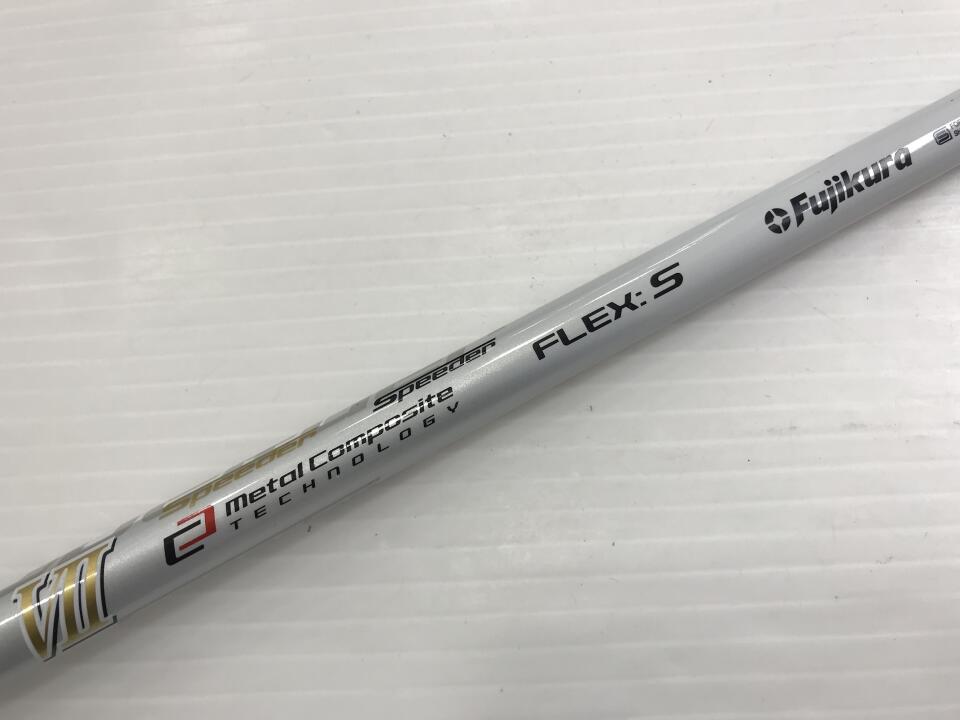 VII
Speeder
Speeder
Metal Composite
TECHNOLOGY
FLEX: S
Fujikura